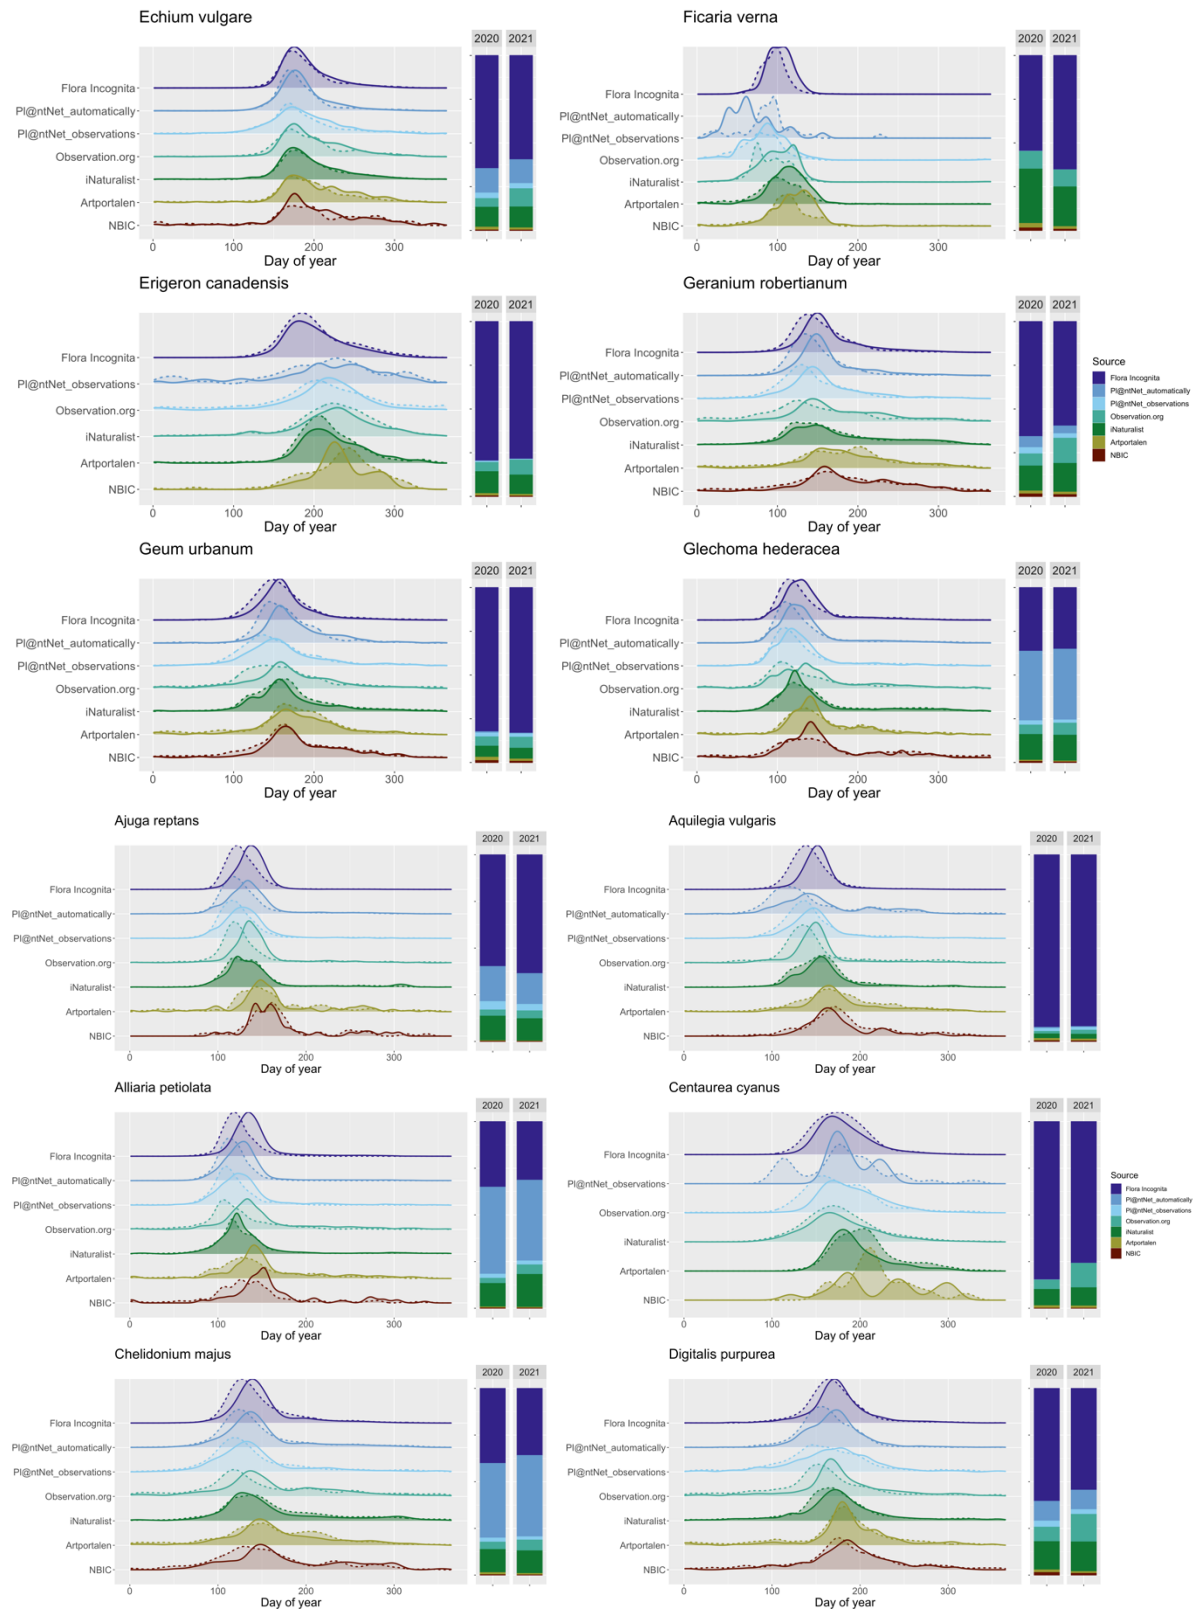 Echium vulgare
2020
2021
Flora Incognita
Pl@ntNet_automatically
Pl@ntNet_observations
Observation.org
iNaturalist
Artportalen
NBIC
0
100
200
300
Day of year
Ficaria verna
2020
2021
Flora Incognita
Pl@ntNet_automatically
Pl@ntNet_observations
Observation.org
iNaturalist
Artportalen
NBIC
0
100
200
300
Day of year
Erigeron canadensis
2020
2021
Flora Incognita
Pl@ntNet_observations
Observation.org
iNaturalist
Artportalen
NBIC
0
100
200
300
Day of year
Geranium robertianum
2020
2021
Flora Incognita
Pl@ntNet_automatically
Pl@ntNet_observations
Observation.org
iNaturalist
Artportalen
NBIC
0
100
200
300
Day of year
Source
Flora Incognita
Pl@ntNet_automatically
Pl@ntNet_observations
Observation.org
iNaturalist
Artportalen
NBIC
Geum urbanum
2020
2021
Flora Incognita
Pl@ntNet_automatically
Pl@ntNet_observations
Observation.org
iNaturalist
Artportalen
NBIC
0
100
200
300
Day of year
Glechoma hederacea
2020
2021
Flora Incognita
Pl@ntNet_automatically
Pl@ntNet_observations
Observation.org
iNaturalist
Artportalen
NBIC
0
100
200
300
Day of year
Ajuga reptans
2020
2021
Flora Incognita
Pl@ntNet_automatically
Pl@ntNet_observations
Observation.org
iNaturalist
Artportalen
NBIC
0
100
200
300
Day of year
Aquilegia vulgaris
2020
2021
Flora Incognita
Pl@ntNet_automatically
Pl@ntNet_observations
Observation.org
iNaturalist
Artportalen
NBIC
0
100
200
300
Day of year
Alliaria petiolata
2020
2021
Flora Incognita
Pl@ntNet_automatically
Pl@ntNet_observations
Observation.org
iNaturalist
Artportalen
NBIC
0
100
200
300
Day of year
Centaurea cyanus
2020
2021
Flora Incognita
Pl@ntNet_observations
Observation.org
iNaturalist
Artportalen
NBIC
0
100
200
300
Day of year
Source
Flora Incognita
Pl@ntNet_automatically
Pl@ntNet_observations
Observation.org
iNaturalist
Artportalen
NBIC
Chelidonium majus
2020
2021
Flora Incognita
Pl@ntNet_automatically
Pl@ntNet_observations
Observation.org
iNaturalist
Artportalen
NBIC
0
100
200
300
Day of year
Digitalis purpurea
2020
2021
Flora Incognita
Pl@ntNet_automatically
Pl@ntNet_observations
Observation.org
iNaturalist
Artportalen
NBIC
0
100
200
300
Day of year